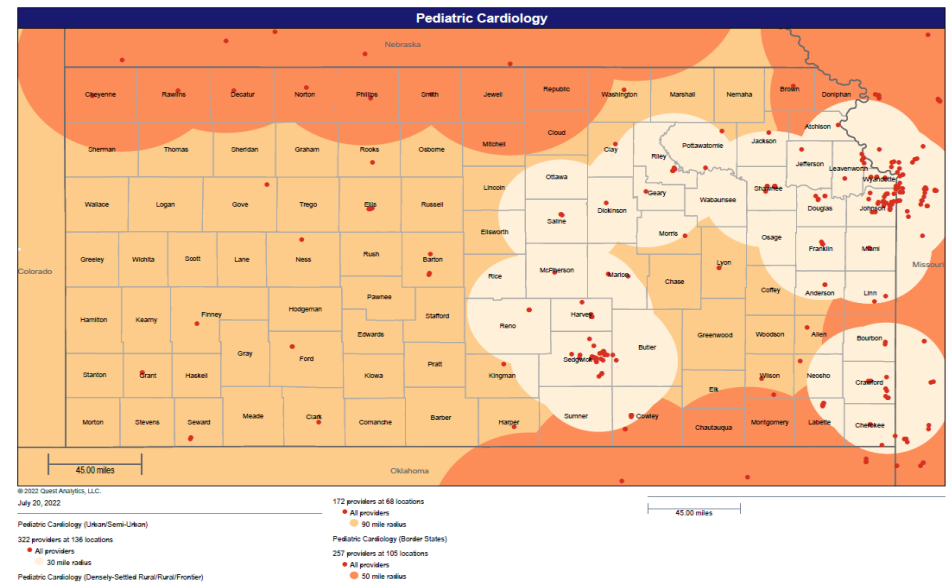 Pediatric Cardiology
Nebraska
Cheyenne Rawlins Decatur Norton Phillips Smith Jewell Republic Washington Marshall Nemaha Brown Doniphan
Atchison
Sherman Thomas Sheridan Graham Rooks Osborne Mitchell Cloud Clay Riley Pottawatomie Jackson Jefferson Leavenworth
Wyandotte
Wallace Logan Gove Trego Ellis Russell Lincoln Ottawa Geary Wabaunsee Shawnee Douglas Johnson
Ellsworth Saline Dickinson Morris Osage Franklin Miami
Colorado Greeley Wichita Scott Lane Ness Rush Barton Rice McPherson Marion Chase Lyon Coffey Anderson Linn Missouri
Hamilton Kearny Finney Hodgeman Pawnee Stafford Reno Harvey Greenwood Woodson Allen Bourbon
Gray Ford Edwards Sedgwick Butler
Stanton Grant Haskell Kiowa Pratt Kingman Elk Wilson Neosho Crawford
Morton Stevens Seward Meade Clark Comanche Barber Harper Sumner Cowley Chautauqua Montgomery Labette Cherokee
45.00 miles
Oklahoma
© 2022 Quest Analytics, LLC.
July 20, 2022
Pediatric Cardiology (Urban/Semi-Urban)
322 providers at 136 locations
All providers
30 mile radius
Pediatric Cardiology (Densely-Settled Rural/Rural/Frontier)
172 providers at 68 locations
All providers
90 mile radius
Pediatric Cardiology (Border States)
257 providers at 105 locations
All providers
50 mile radius
45.00 miles